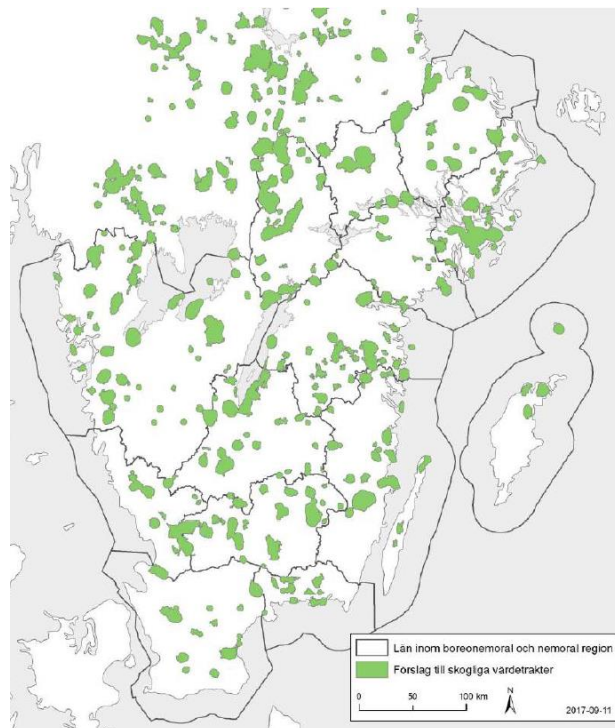 Län inom boreonemoral och nemoral region
Förslag till skogliga värdetrakter
0 50 100 km
N
2017-09-11